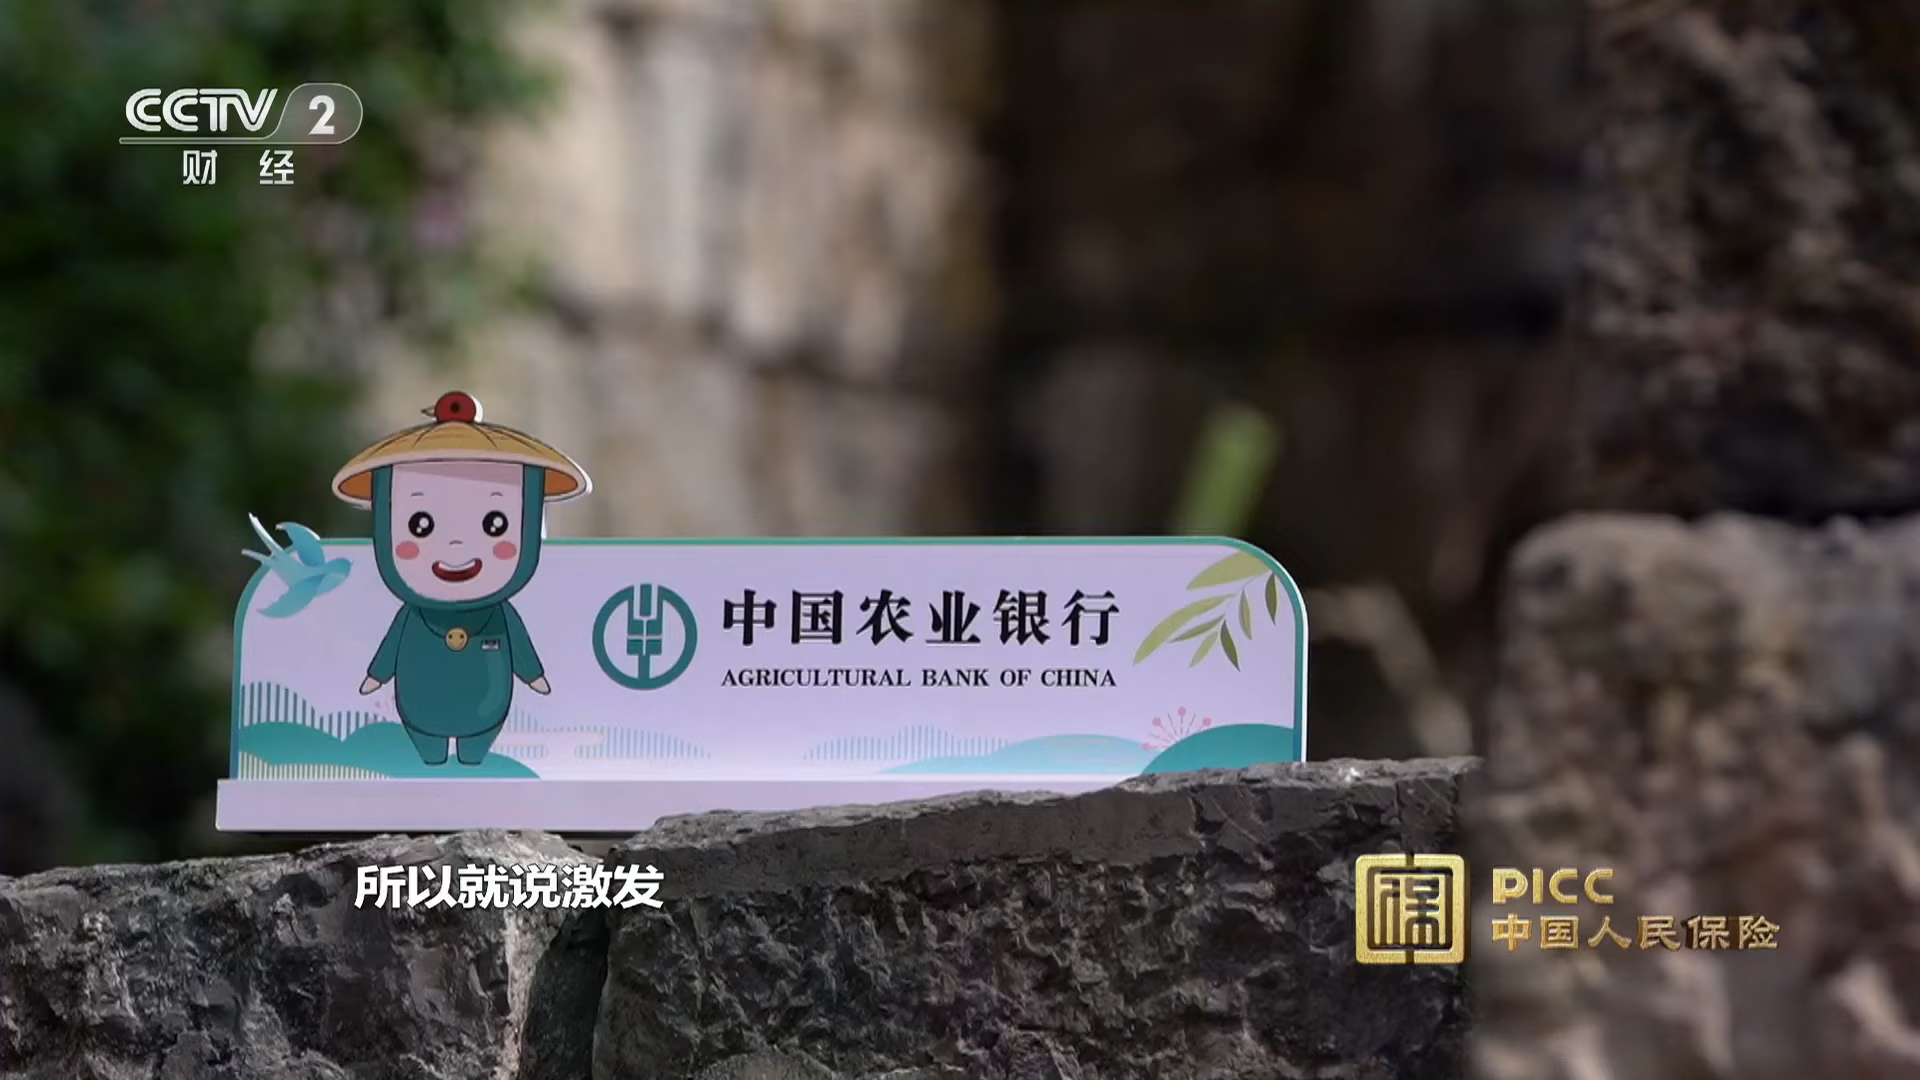 CCTV 2
财 经
中国农业银行
AGRICULTURAL BANK OF CHINA
所以就说激发
PICC
中国人民保险